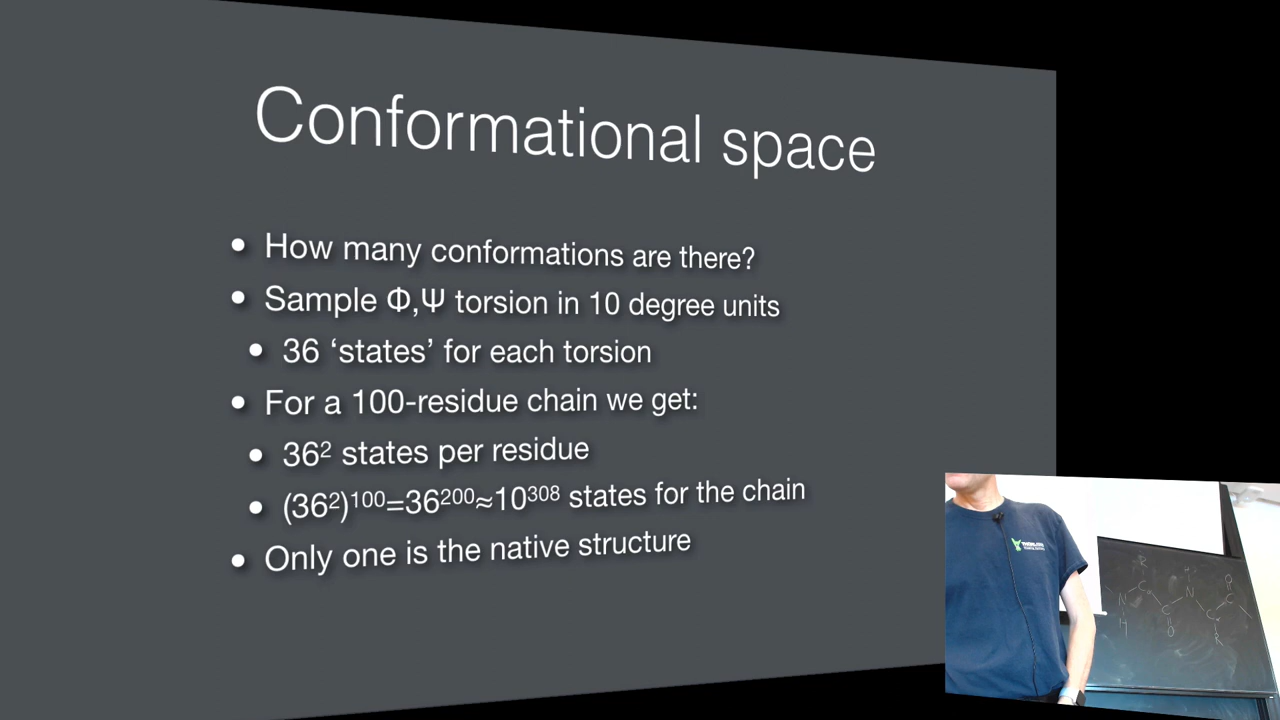 Conformational space
• How many conformations are there?
• Sample Φ,Ψ torsion in 10 degree units
• 36 ‘states’ for each torsion
• For a 100-residue chain we get:
• 36² states per residue
• (36²)¹⁰⁰=36²⁰⁰≈10³⁰⁸ states for the chain
• Only one is the native structure
THORLABS
R
H
N
H
C
C
O
N
C
R
O
C